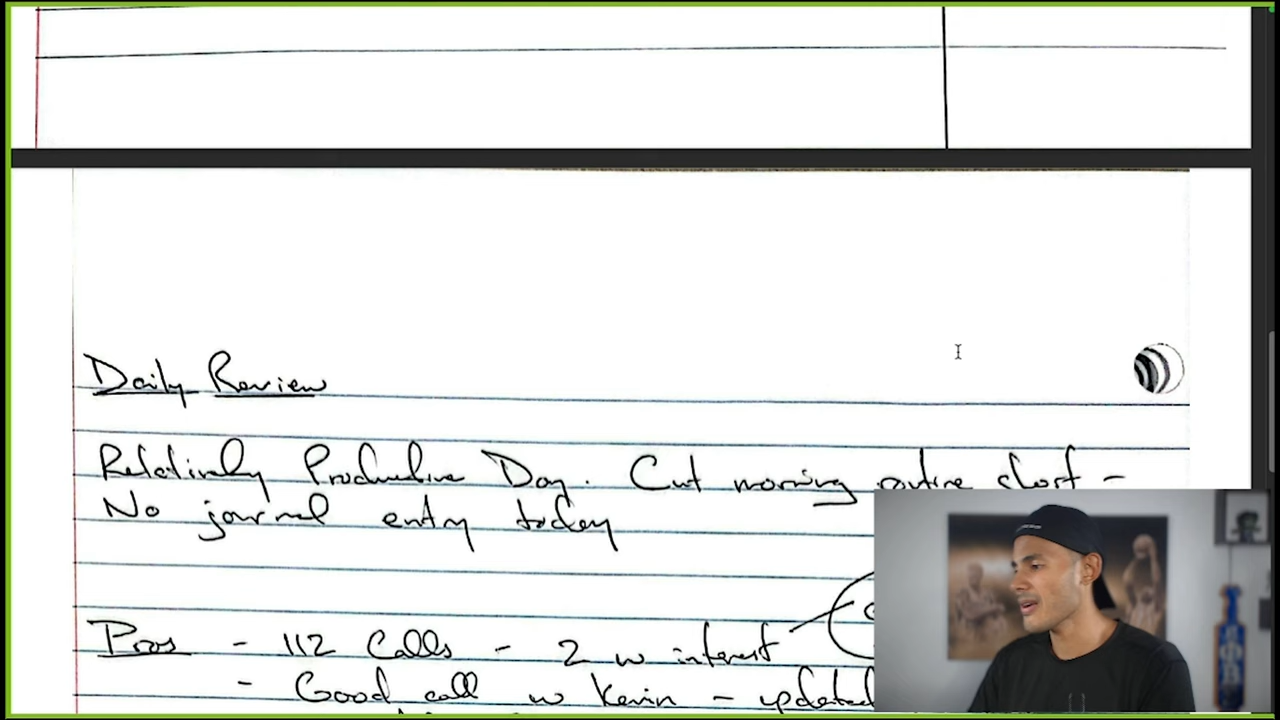 Daily Review
Relatively Productive Day. Cut morning routine short -
No journal entry today
Pros - 112 Calls - 2 w interest
- Good call w Kevin - updated